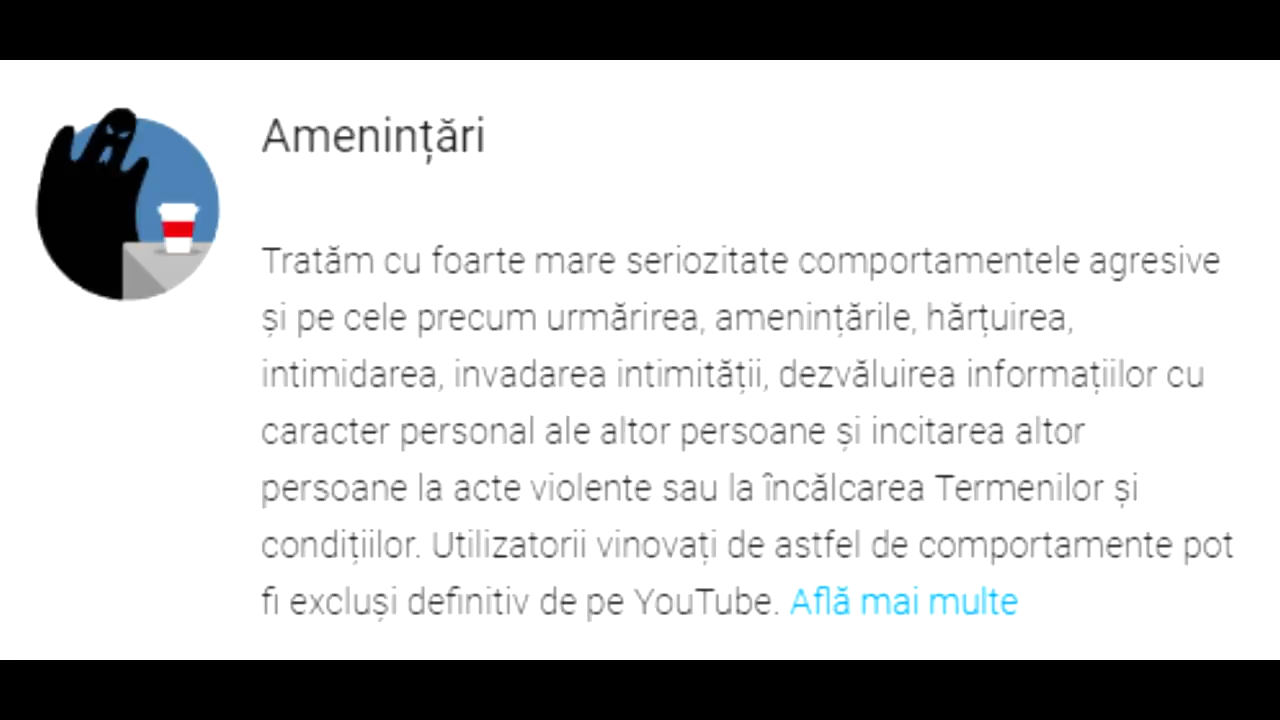 Amenințări
Tratăm cu foarte mare seriozitate comportamentele agresive
și pe cele precum urmărirea, amenințările, hărțuirea,
intimidarea, invadarea intimității, dezvăluirea informațiilor cu
caracter personal ale altor persoane și incitarea altor
persoane la acte violente sau la încălcarea Termenilor și
condițiilor. Utilizatorii vinovați de astfel de comportamente pot
fi excluși definitiv de pe YouTube. Află mai multe